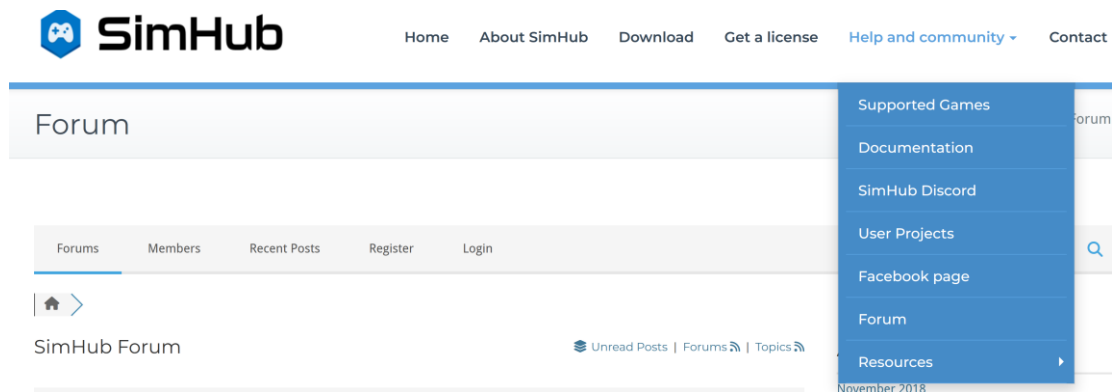 SimHub
Home About SimHub Download Get a license Help and community Contact
Supported Games
Forum
Forum
Documentation
SimHub Discord
User Projects
Forums Members Recent Posts Register Login
Facebook page
Forum
SimHub Forum
Unread Posts | Forums | Topics
Resources
November 2018